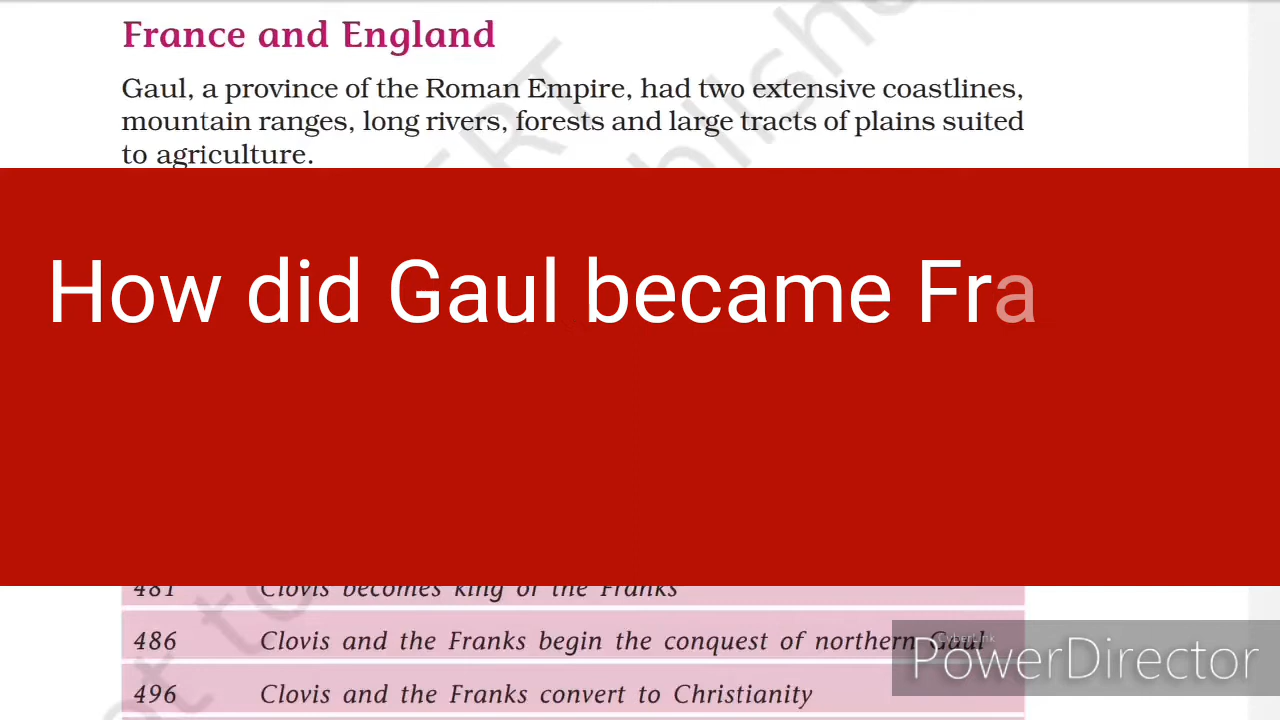 France and England
Gaul, a province of the Roman Empire, had two extensive coastlines,
mountain ranges, long rivers, forests and large tracts of plains suited
to agriculture.
How did Gaul became Fra
481 Clovis becomes king of the Franks
486 Clovis and the Franks begin the conquest of northern Gaul
CyberLink
PowerDirector
496 Clovis and the Franks convert to Christianity